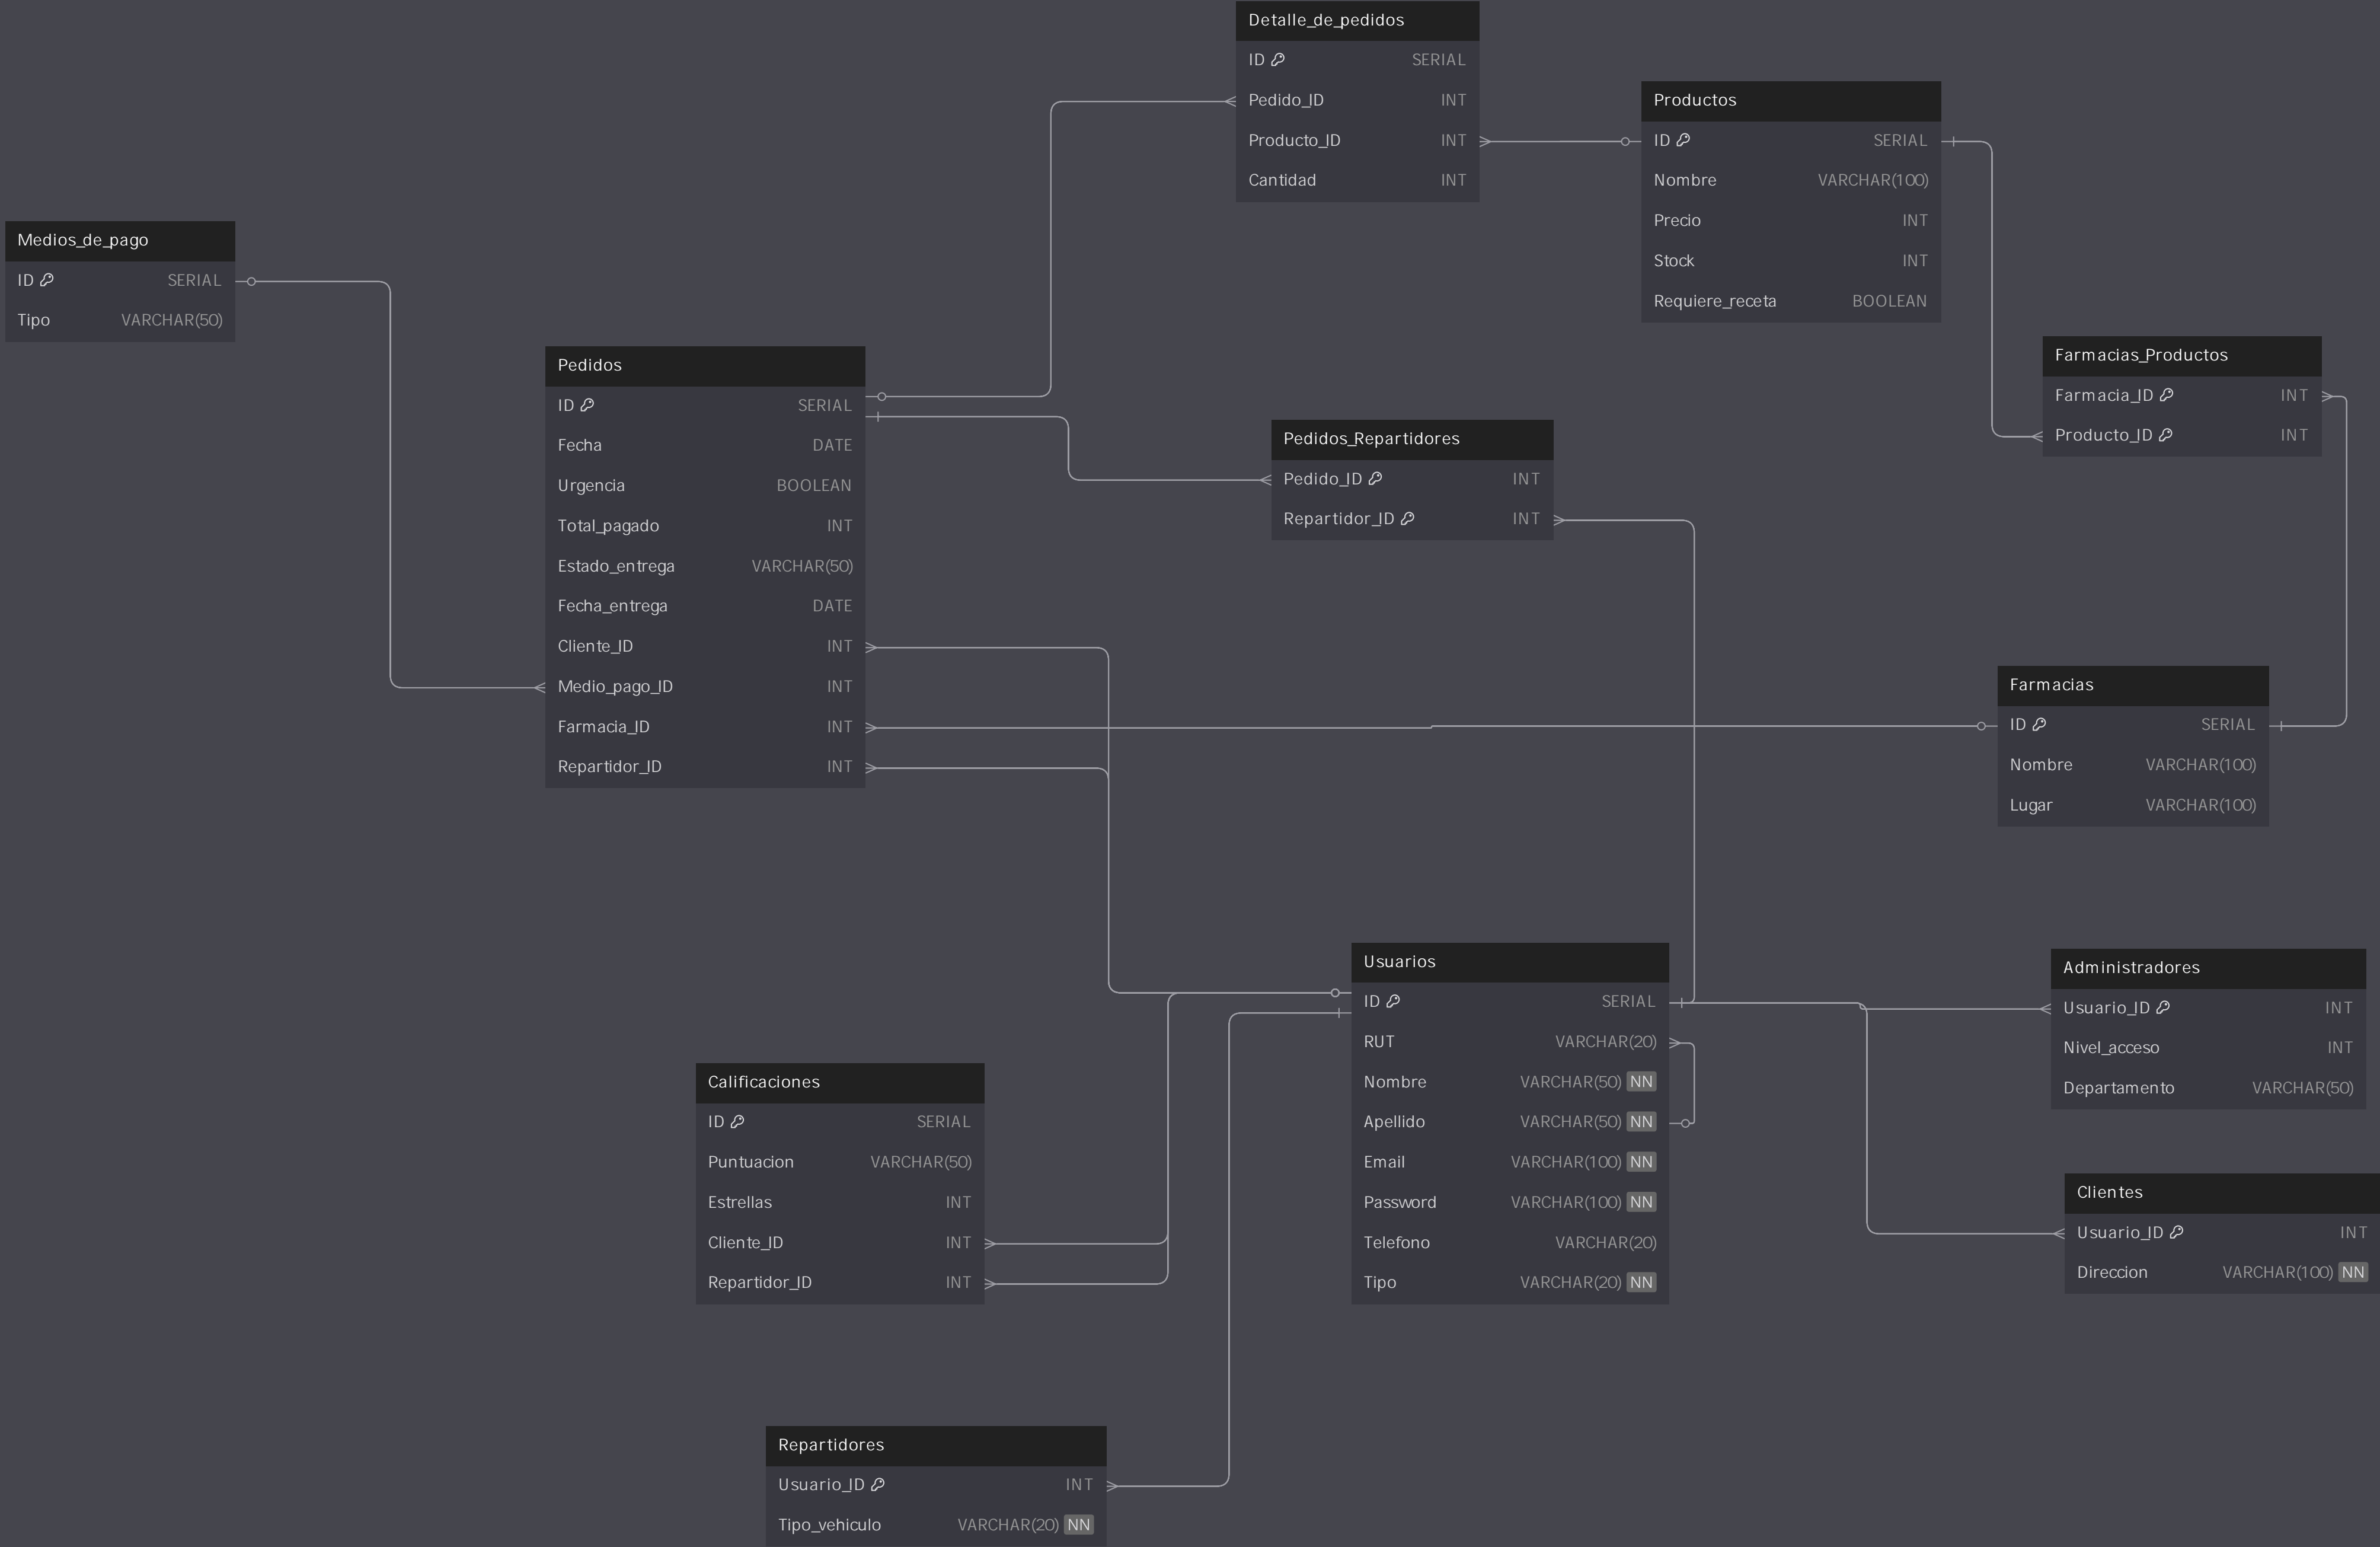 Detalle_de_pedidos
ID SERIAL
Pedido_ID INT
Producto_ID INT
Cantidad INT
Productos
ID SERIAL
Nombre VARCHAR(100)
Precio INT
Stock INT
Requiere_receta BOOLEAN
Medios_de_pago
ID SERIAL
Tipo VARCHAR(50)
Farmacias_Productos
Farmacia_ID INT
Producto_ID INT
Pedidos
ID SERIAL
Fecha DATE
Urgencia BOOLEAN
Total_pagado INT
Estado_entrega VARCHAR(50)
Fecha_entrega DATE
Cliente_ID INT
Medio_pago_ID INT
Farmacia_ID INT
Repartidor_ID INT
Pedidos_Repartidores
Pedido_ID INT
Repartidor_ID INT
Farmacias
ID SERIAL
Nombre VARCHAR(100)
Lugar VARCHAR(100)
Usuarios
ID SERIAL
RUT VARCHAR(20)
Nombre VARCHAR(50) NN
Apellido VARCHAR(50) NN
Email VARCHAR(100) NN
Password VARCHAR(100) NN
Telefono VARCHAR(20)
Tipo VARCHAR(20) NN
Administradores
Usuario_ID INT
Nivel_acceso INT
Departamento VARCHAR(50)
Calificaciones
ID SERIAL
Puntuacion VARCHAR(50)
Estrellas INT
Cliente_ID INT
Repartidor_ID INT
Clientes
Usuario_ID INT
Direccion VARCHAR(100) NN
Repartidores
Usuario_ID INT
Tipo_vehiculo VARCHAR(20) NN